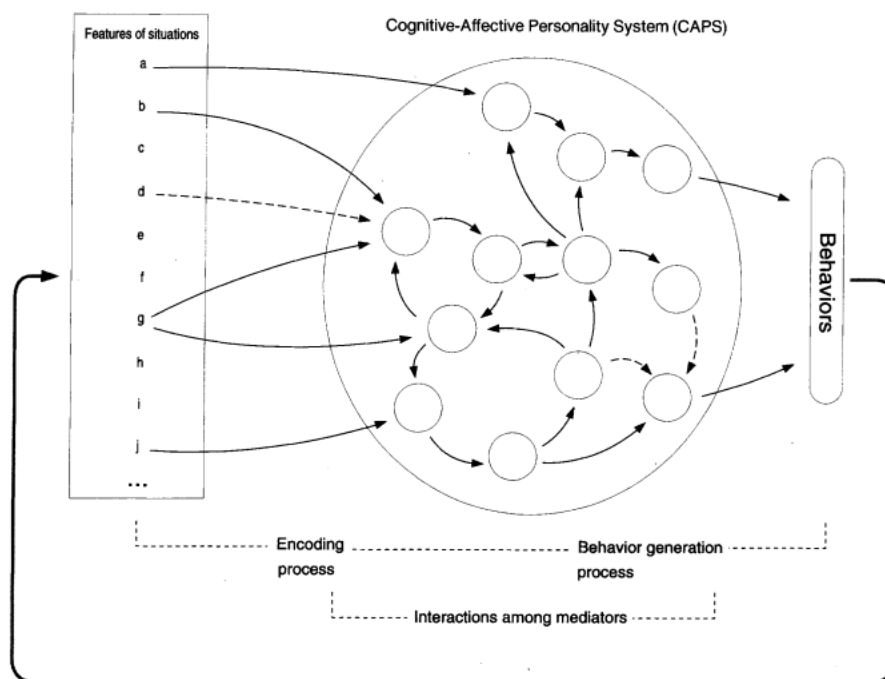 Cognitive-Affective Personality System (CAPS)
Features of situations
a
b
c
d
e
f
g
h
i
j
...
Behaviors
Encoding
process
Behavior generation
process
Interactions among mediators